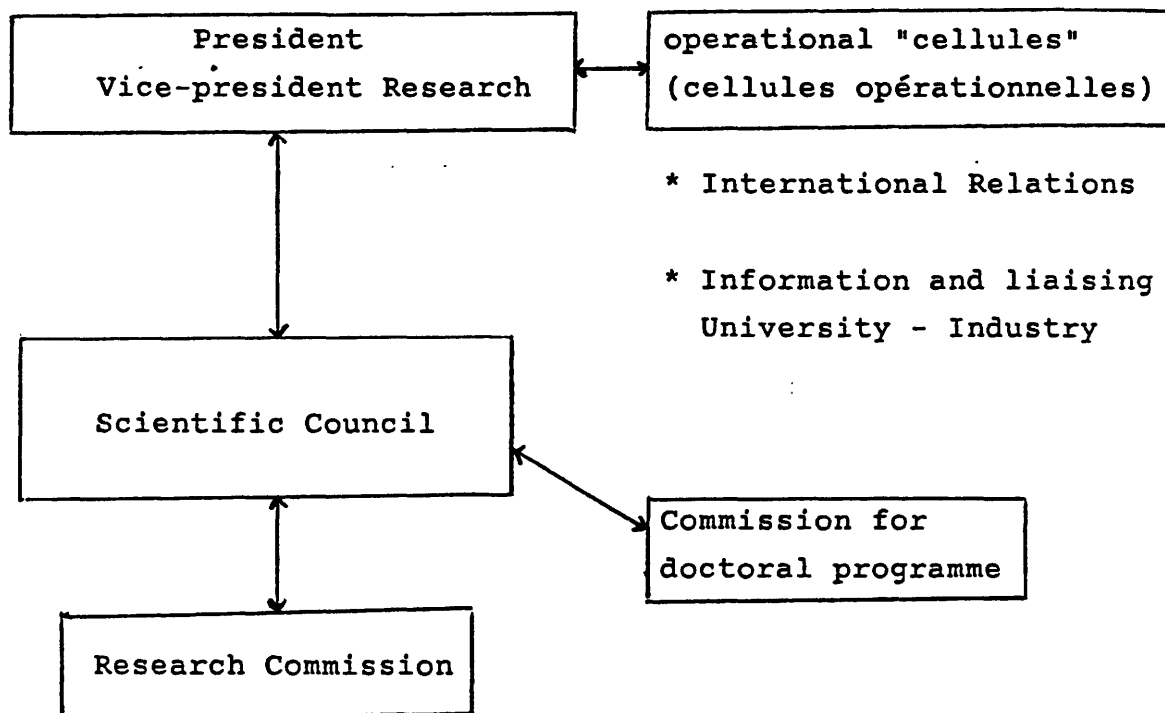 President
Vice-president Research
operational "cellules"
(cellules opérationnelles)
* International Relations
* Information and liaising
University - Industry
Scientific Council
Commission for
doctoral programme
Research Commission